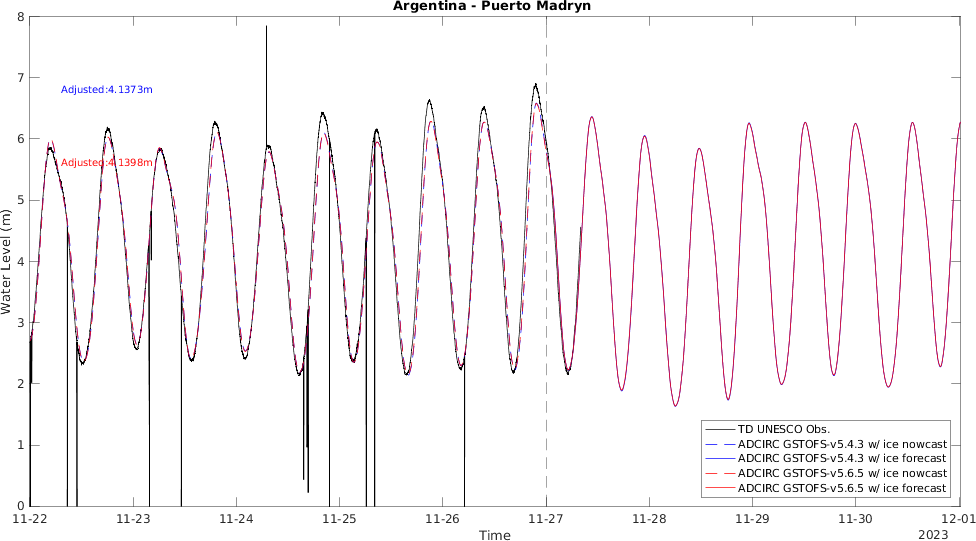 Argentina - Puerto Madryn
8
7
Adjusted:4.1373m
6
Adjusted:4.1398m
5
4
3
2
1
0
Water Level (m)
TD UNESCO Obs.
ADCIRC GSTOFS-v5.4.3 w/ ice nowcast
ADCIRC GSTOFS-v5.4.3 w/ ice forecast
ADCIRC GSTOFS-v5.6.5 w/ ice nowcast
ADCIRC GSTOFS-v5.6.5 w/ ice forecast
11-22 11-23 11-24 11-25 11-26 11-27 11-28 11-29 11-30 12-01
Time
2023